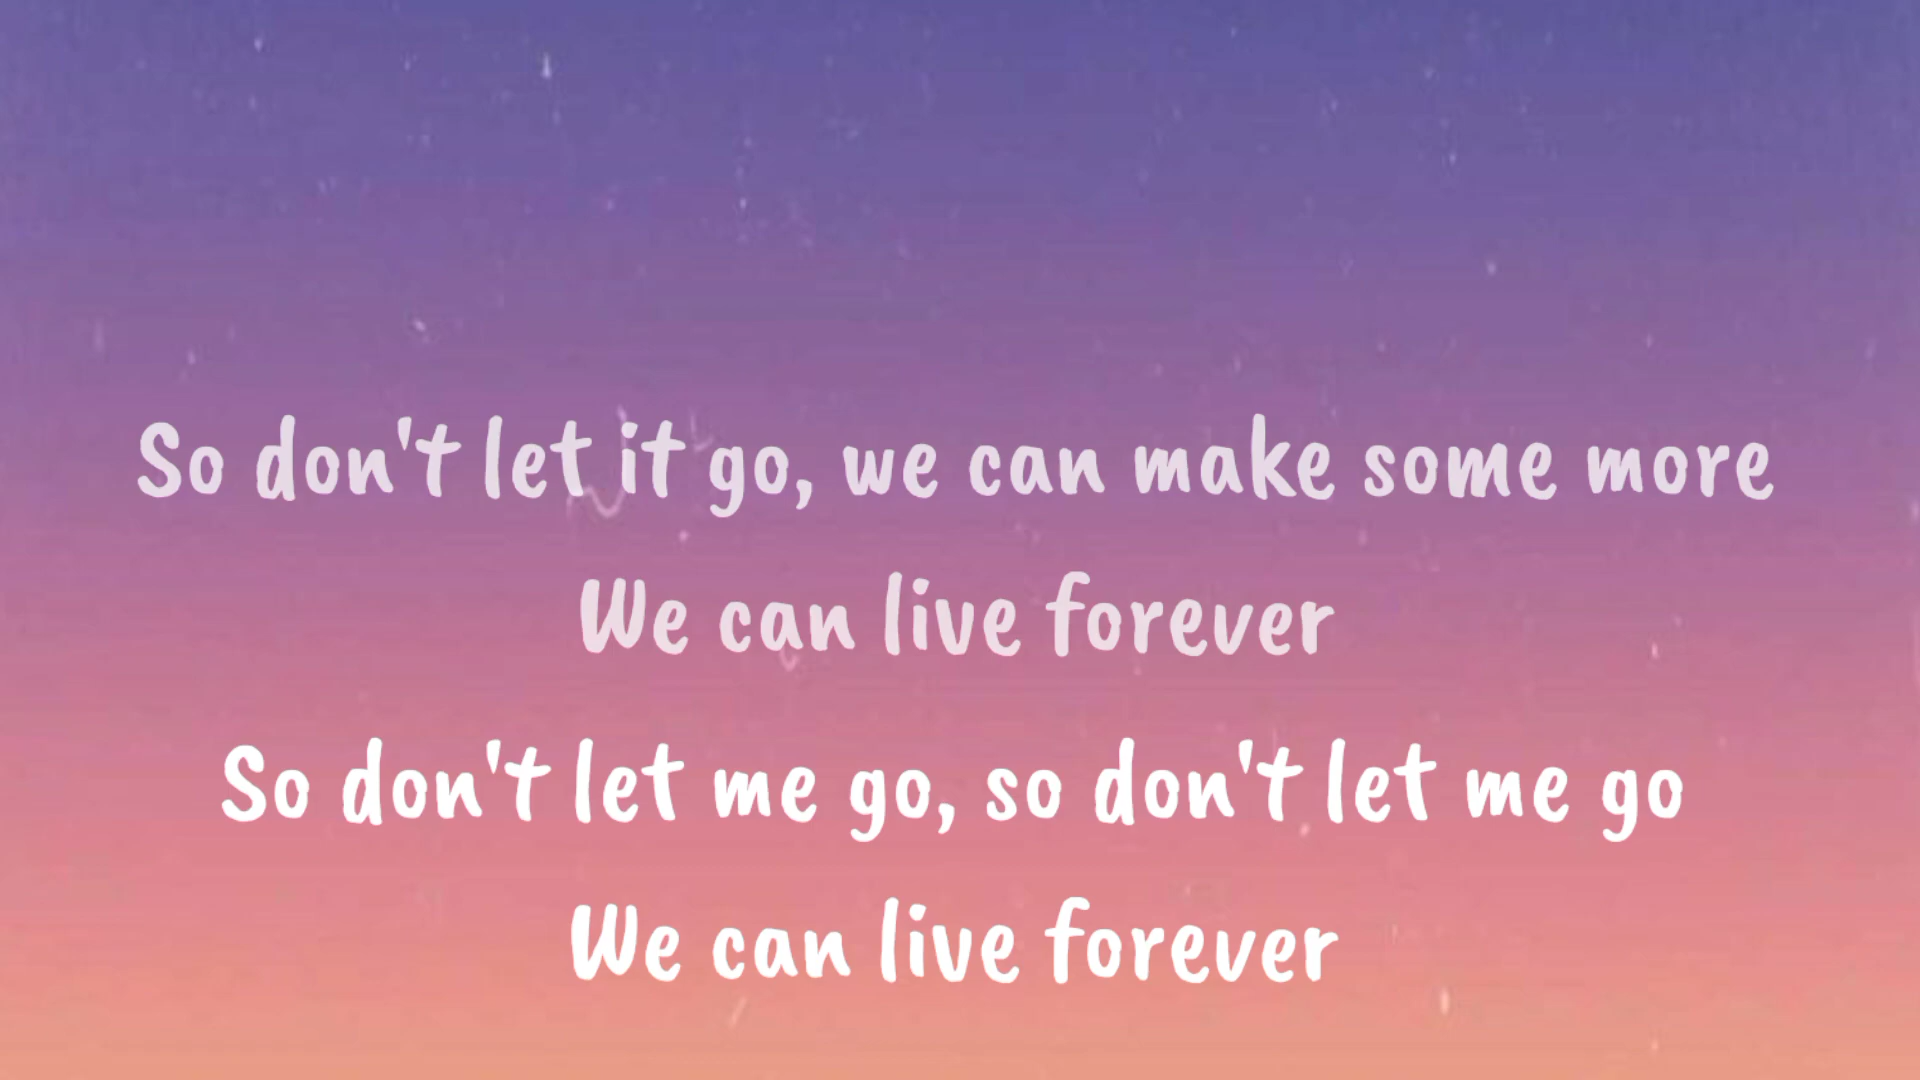 So don't let it go, we can make some more
We can live forever
So don't let me go, so don't let me go
We can live forever